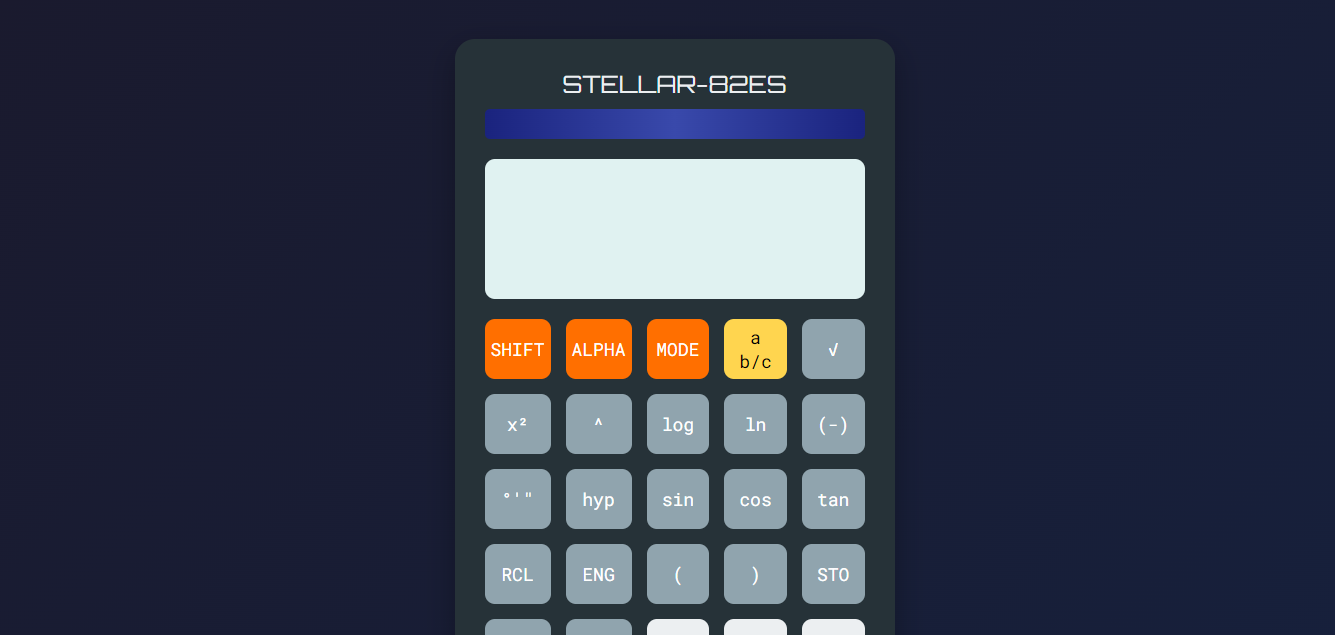 STELLAR-82ES
SHIFT ALPHA MODE a b/c √
x² ^ log ln (-)
°'" hyp sin cos tan
RCL ENG ( ) STO